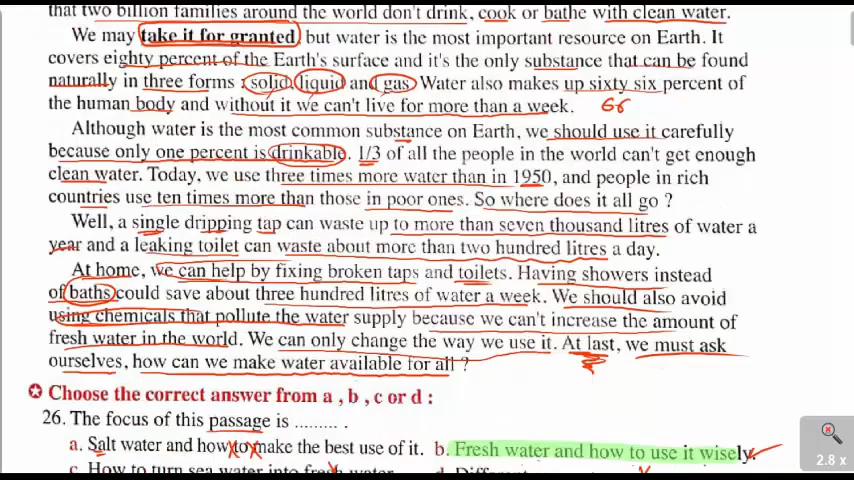 that two billion families around the world don't drink, cook or bathe with clean water.
We may take it for granted but water is the most important resource on Earth. It
covers eighty percent of the Earth's surface and it's the only substance that can be found
naturally in three forms : solid, liquid and gas. Water also makes up sixty six percent of
the human body and without it we can't live for more than a week. 66
Although water is the most common substance on Earth, we should use it carefully
because only one percent is drinkable. 1/3 of all the people in the world can't get enough
clean water. Today, we use three times more water than in 1950, and people in rich
countries use ten times more than those in poor ones. So where does it all go ?
Well, a single dripping tap can waste up to more than seven thousand litres of water a
year and a leaking toilet can waste about more than two hundred litres a day.
At home, we can help by fixing broken taps and toilets. Having showers instead
of baths could save about three hundred litres of water a week. We should also avoid
using chemicals that pollute the water supply because we can't increase the amount of
fresh water in the world. We can only change the way we use it. At last, we must ask
ourselves, how can we make water available for all ?
Choose the correct answer from a , b , c or d :
26. The focus of this passage is ......... .
a. Salt water and how to make the best use of it. b. Fresh water and how to use it wisely.
c. How to turn sea water into fresh water. d.
2.8 x